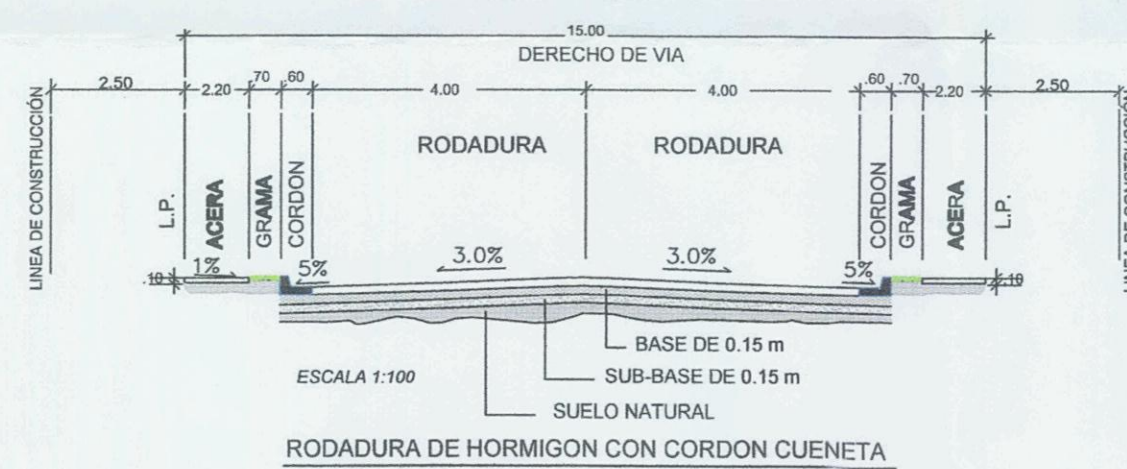 15.00
DERECHO DE VIA
2.50 2.20 .70 .60 4.00 4.00 .60 .70 2.20 2.50
LINEA DE CONSTRUCCIÓN
L.P.
ACERA
GRAMA
CORDON
RODADURA
RODADURA
CORDON
GRAMA
ACERA
L.P.
LINEA DE CONSTRUCCIÓN
.10 1% 5% 3.0% 3.0% 5% .10
BASE DE 0.15 m
ESCALA 1:100
SUB-BASE DE 0.15 m
SUELO NATURAL
RODADURA DE HORMIGON CON CORDON CUENETA